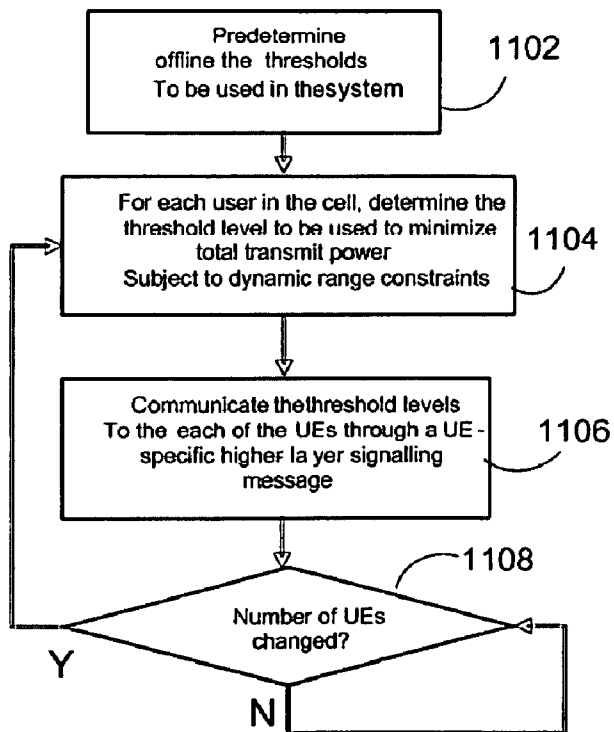 Predetermine
offline the thresholds
To be used in thesystem
1102
For each user in the cell, determine the
threshold level to be used to minimize
total transmit power
Subject to dynamic range constraints
1104
Communicate thethreshold levels
To the each of the UEs through a UE -
specific higher la yer signalling
message
1106
1108
Number of UEs
changed?
Y
N